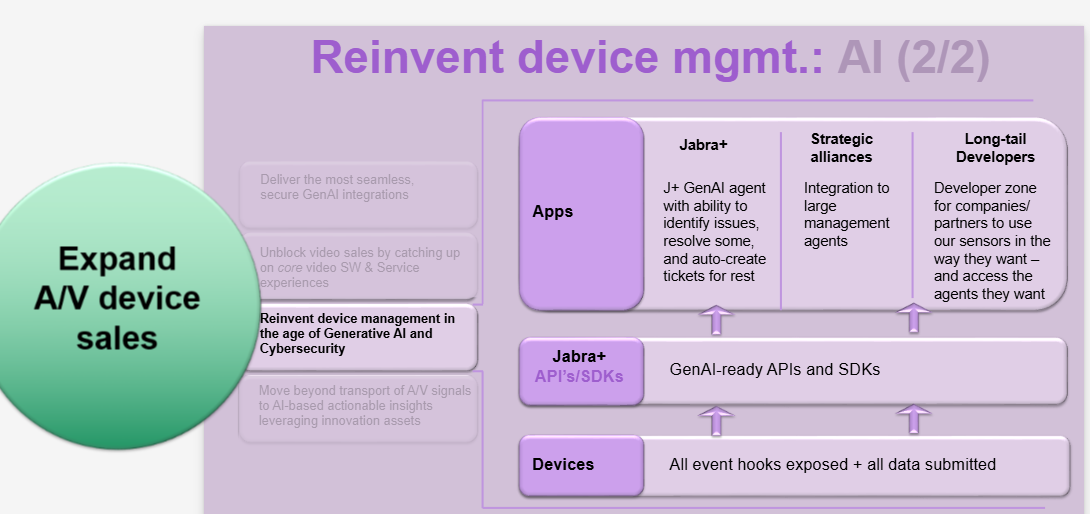 Reinvent device mgmt.: AI (2/2)
Expand
A/V device
sales
Deliver the most seamless,
secure GenAI integrations
Unblock video sales by catching up
on core video SW & Service
experiences
Reinvent device management in
the age of Generative AI and
Cybersecurity
Move beyond transport of A/V signals
to AI-based actionable insights
leveraging innovation assets
Apps
Jabra+
J+ GenAI agent
with ability to
identify issues,
resolve some,
and auto-create
tickets for rest
Strategic
alliances
Integration to
large
management
agents
Long-tail
Developers
Developer zone
for companies/
partners to use
our sensors in the
way they want –
and access the
agents they want
Jabra+
API's/SDKs
GenAI-ready APIs and SDKs
Devices
All event hooks exposed + all data submitted